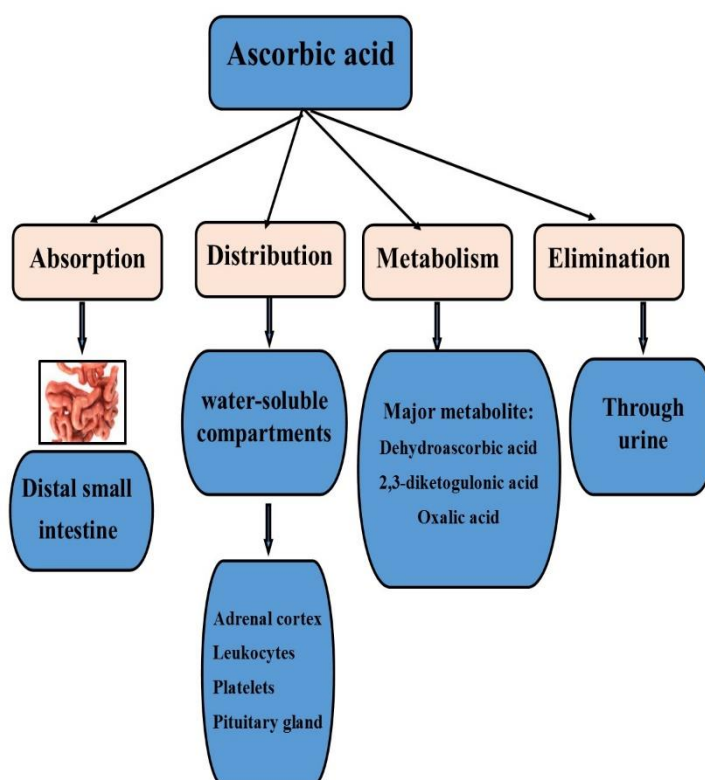 Ascorbic acid
Absorption
Distribution
Metabolism
Elimination
Distal small
intestine
water-soluble
compartments
Adrenal cortex
Leukocytes
Platelets
Pituitary gland
Major metabolite:
Dehydroascorbic acid
2,3-diketogulonic acid
Oxalic acid
Through
urine